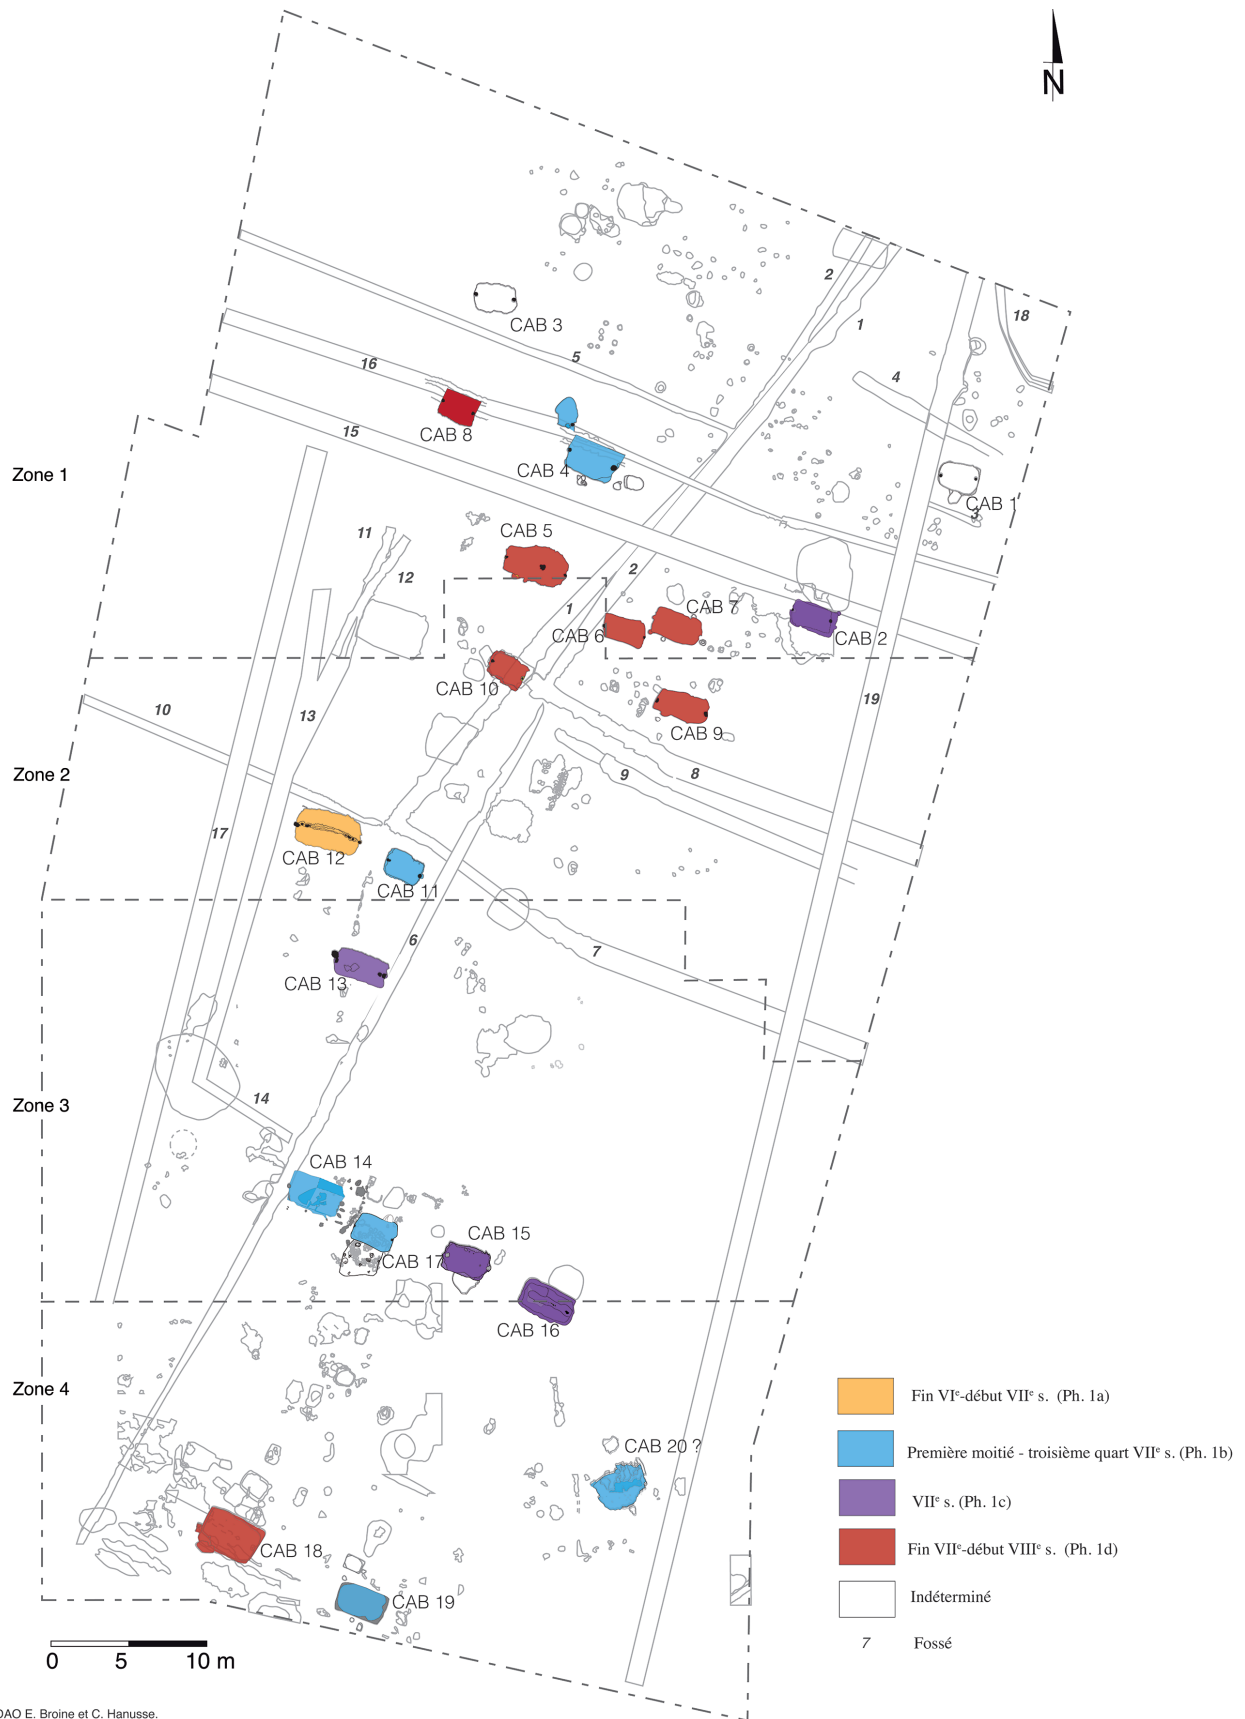 N
2
18
1
CAB 3
5
16
4
CAB 8
15
CAB 4
Zone 1
CAB 1
3
11
CAB 5
12
2
1
CAB 7
CAB 6
CAB 2
CAB 10
19
10
13
CAB 9
Zone 2
9
8
17
CAB 12
CAB 11
6
7
CAB 13
14
Zone 3
CAB 14
CAB 15
CAB 17
CAB 16
Zone 4
Fin VIe-début VIIe s. (Ph. 1a)
CAB 20 ?
Première moitié - troisième quart VIIe s. (Ph. 1b)
VIIe s. (Ph. 1c)
CAB 18
Fin VIIe-début VIIIe s. (Ph. 1d)
CAB 19
Indéterminé
7 Fossé
0 5 10 m
DAO E. Broine et C. Hanusse.